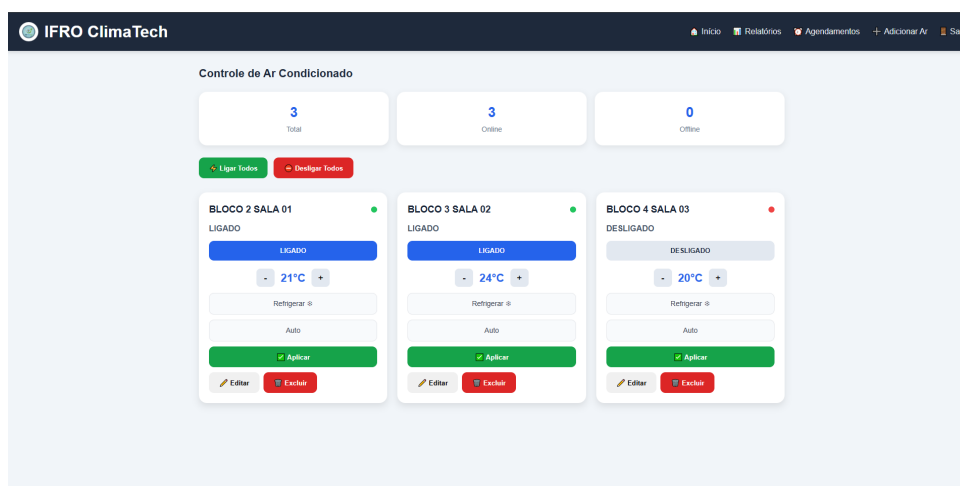 IFRO ClimaTech
Início Relatórios Agendamentos + Adicionar Ar Sa
Controle de Ar Condicionado
3
Total
3
Online
0
Offline
Ligar Todos Desligar Todos
BLOCO 2 SALA 01
LIGADO
LIGADO
- 21°C +
Refrigerar ❄
Auto
Aplicar
Editar Excluir
BLOCO 3 SALA 02
LIGADO
LIGADO
- 24°C +
Refrigerar ❄
Auto
Aplicar
Editar Excluir
BLOCO 4 SALA 03
DESLIGADO
DESLIGADO
- 20°C +
Refrigerar ❄
Auto
Aplicar
Editar Excluir